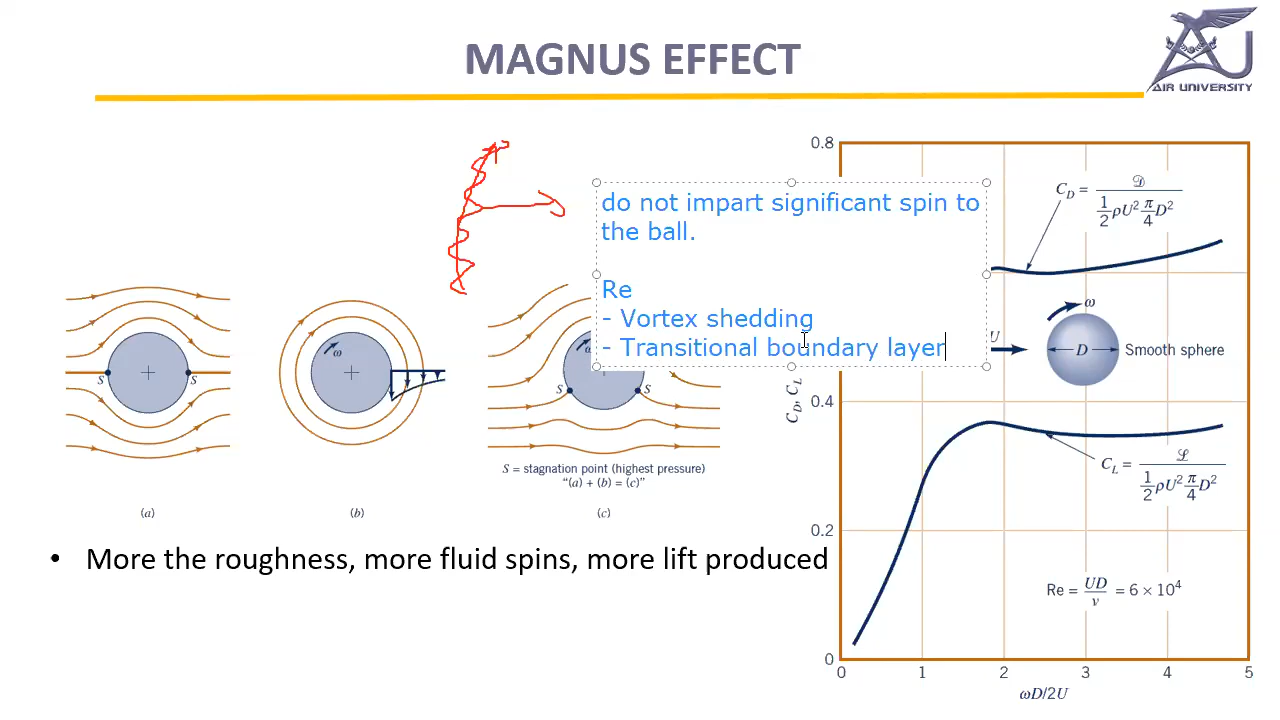 MAGNUS EFFECT
AIR UNIVERSITY
do not impart significant spin to
the ball.
Re
- Vortex shedding
- Transitional boundary layer
S S
ω
ω
S S
S = stagnation point (highest pressure)
“(a) + (b) = (c)”
(a) (b) (c)
• More the roughness, more fluid spins, more lift produced
0.8
C_D = 𝒟 / (1/2 ρU² π/4 D²)
ω
U
D
Smooth sphere
C_D, C_L
0.4
C_L = ℒ / (1/2 ρU² π/4 D²)
0.2
Re = UD/ν = 6 × 10⁴
0
0 1 2 3 4 5
ωD/2U